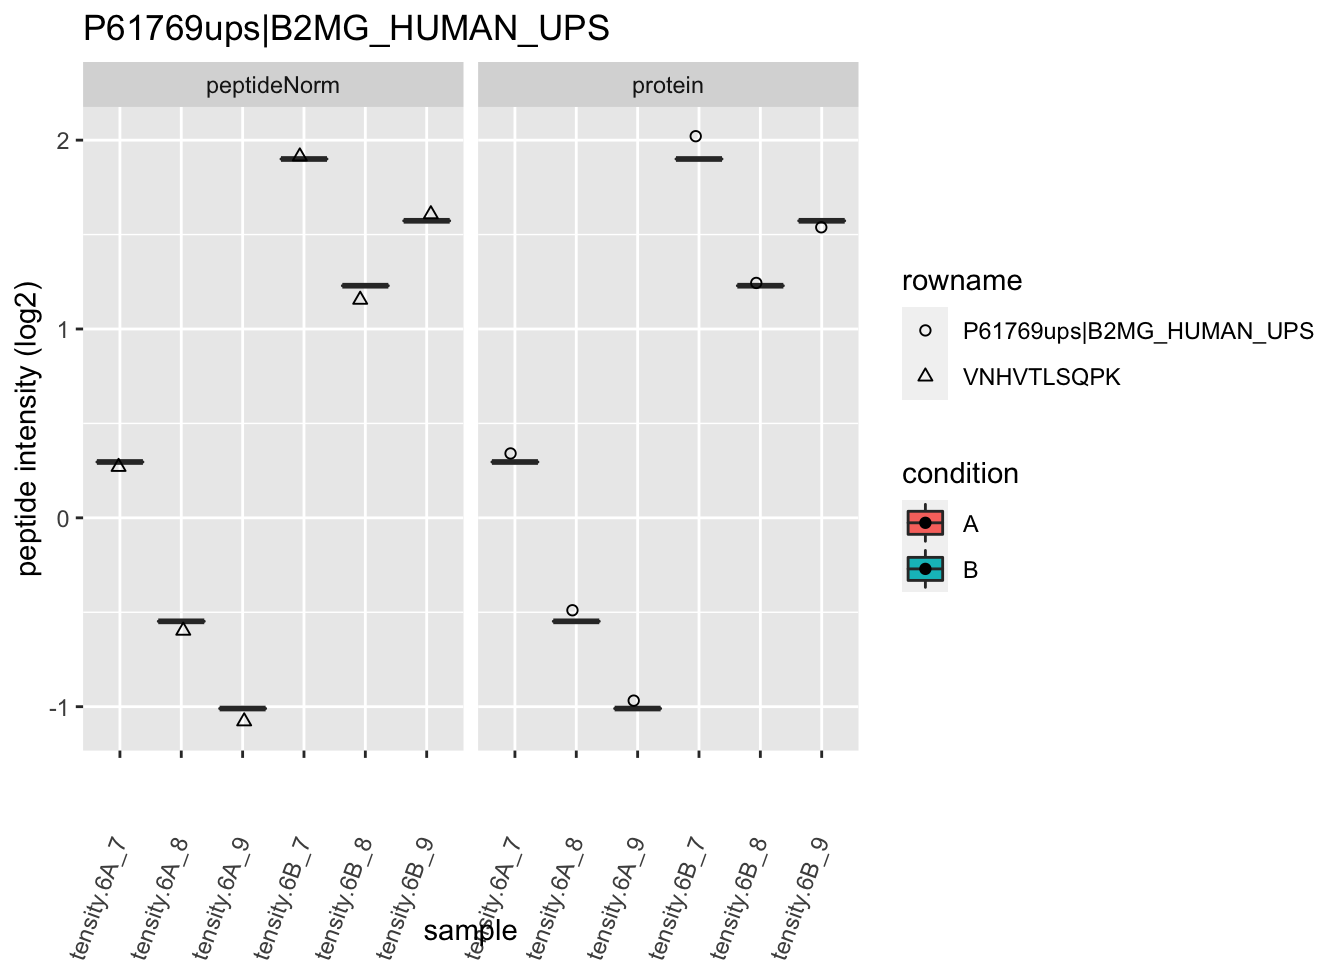 P61769ups|B2MG_HUMAN_UPS
peptideNorm
protein
2
1
0
-1
peptide intensity (log2)
tensity.6A_7
tensity.6A_8
tensity.6A_9
tensity.6B_7
tensity.6B_8
tensity.6B_9
tensity.6A_7
tensity.6A_8
tensity.6A_9
tensity.6B_7
tensity.6B_8
tensity.6B_9
sample
rowname
P61769ups|B2MG_HUMAN_UPS
VNHVTLSQPK
condition
A
B